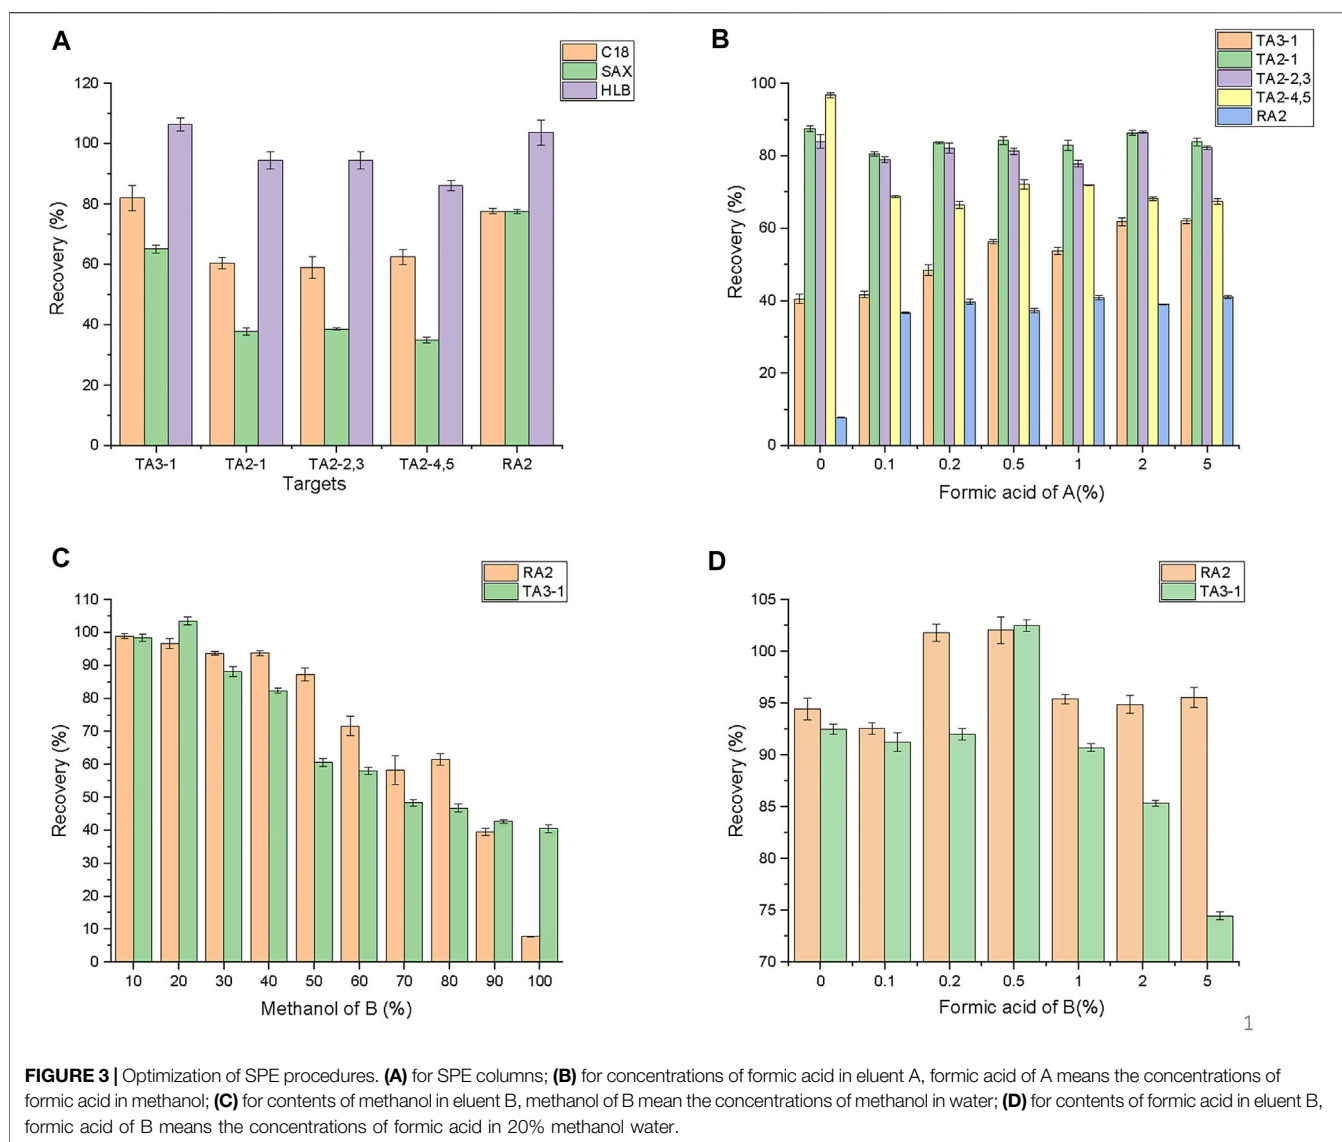 A
C18
SAX
HLB
120
100
80
60
40
20
0
Recovery (%)
TA3-1 TA2-1 TA2-2,3 TA2-4,5 RA2
Targets
B
TA3-1
TA2-1
TA2-2,3
TA2-4,5
RA2
100
80
60
40
20
0
Recovery (%)
0 0.1 0.2 0.5 1 2 5
Formic acid of A(%)
C
RA2
TA3-1
110
100
90
80
70
60
50
40
30
20
10
0
Recovery (%)
10 20 30 40 50 60 70 80 90 100
Methanol of B (%)
D
RA2
TA3-1
105
100
95
90
85
80
75
70
Recovery (%)
0 0.1 0.2 0.5 1 2 5
Formic acid of B(%)
1
FIGURE 3 | Optimization of SPE procedures. (A) for SPE columns; (B) for concentrations of formic acid in eluent A, formic acid of A means the concentrations of
formic acid in methanol; (C) for contents of methanol in eluent B, methanol of B mean the concentrations of methanol in water; (D) for contents of formic acid in eluent B,
formic acid of B means the concentrations of formic acid in 20% methanol water.